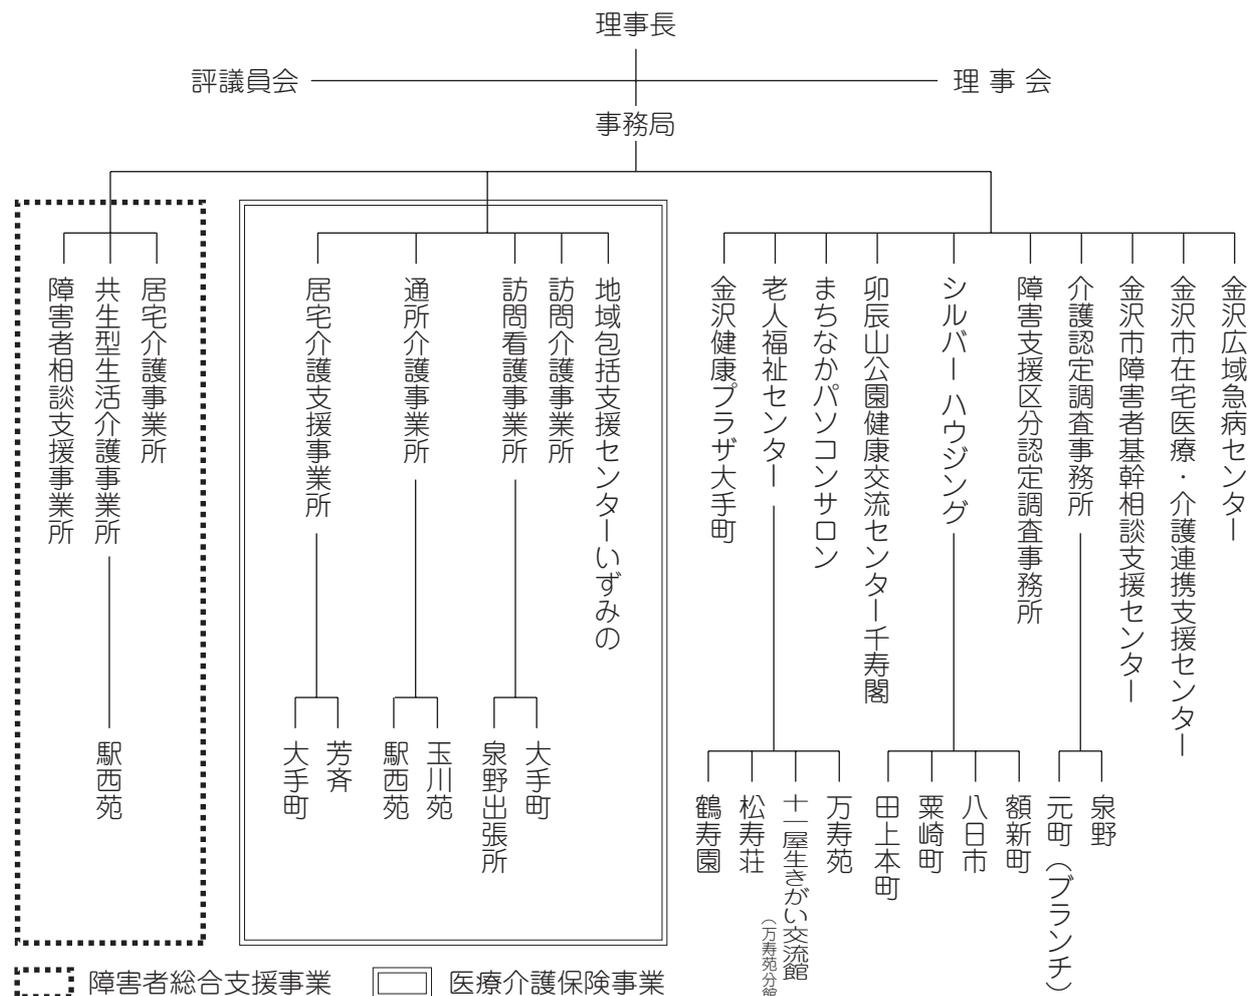 理事長
評議員会
理事会
事務局
金沢広域急病センター
金沢市在宅医療・介護連携支援センター
金沢市障害者基幹相談支援センター
介護認定調査事務所
泉野
元町（ブランチ）
障害支援区分認定調査事務所
シルバーハウジング
額新町
八日市
粟崎町
田上本町
卯辰山公園健康交流センター千寿閣
まちなかパソコンサロン
老人福祉センター
万寿苑
十一屋生きがい交流館
（万寿苑分館
松寿荘
鶴寿園
金沢健康プラザ大手町
地域包括支援センターいずみの
訪問介護事業所
訪問看護事業所
大手町
泉野出張所
通所介護事業所
玉川苑
駅西苑
居宅介護支援事業所
芳斉
大手町
居宅介護事業所
共生型生活介護事業所
駅西苑
障害者相談支援事業所
障害者総合支援事業
医療介護保険事業